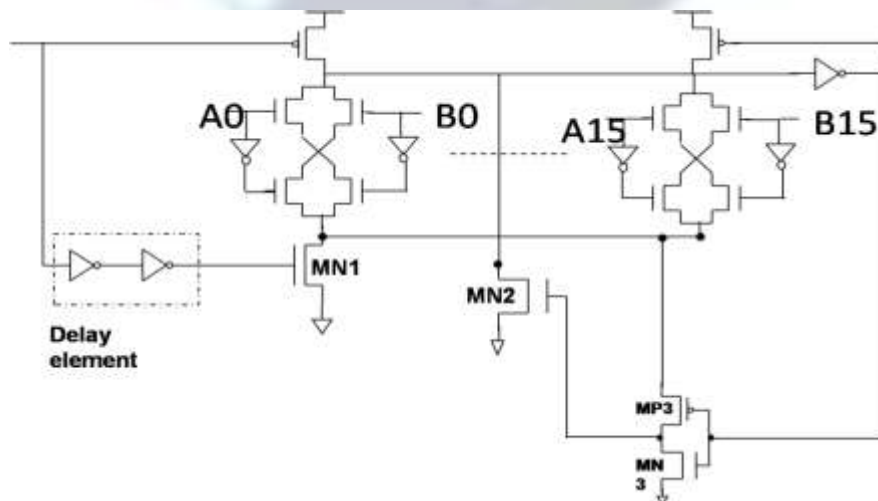 A0
B0
A15
B15
MN1
MN2
Delay
element
MP3
MN
3